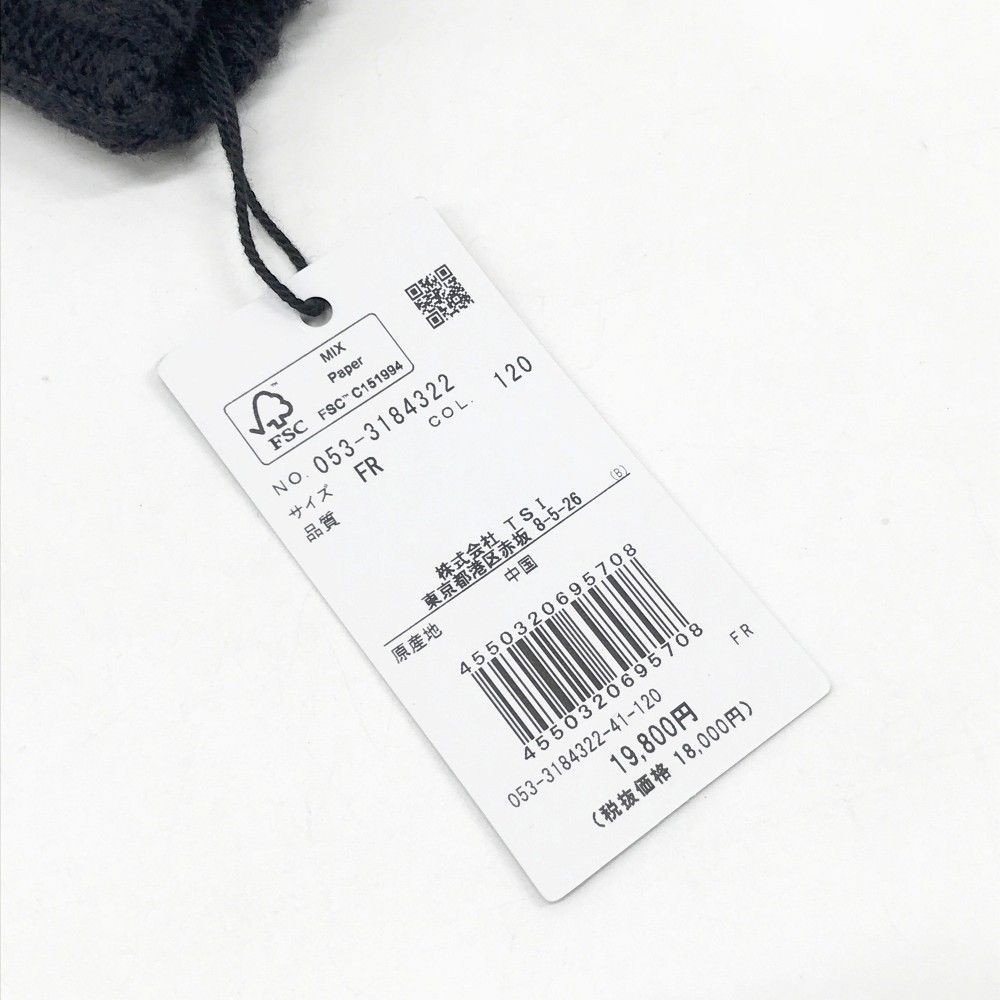 MIX
Paper
FSC™ C151994
™
FSC
NO. 053-3184322
COL. 120
サイズ FR
品質
(B)
株式会社 TSI
東京都港区赤坂 8-5-26
原産地 中国
4550320695708
4550320695708
053-3184322-41-120 FR
19,800円
(税抜価格 18,000円)